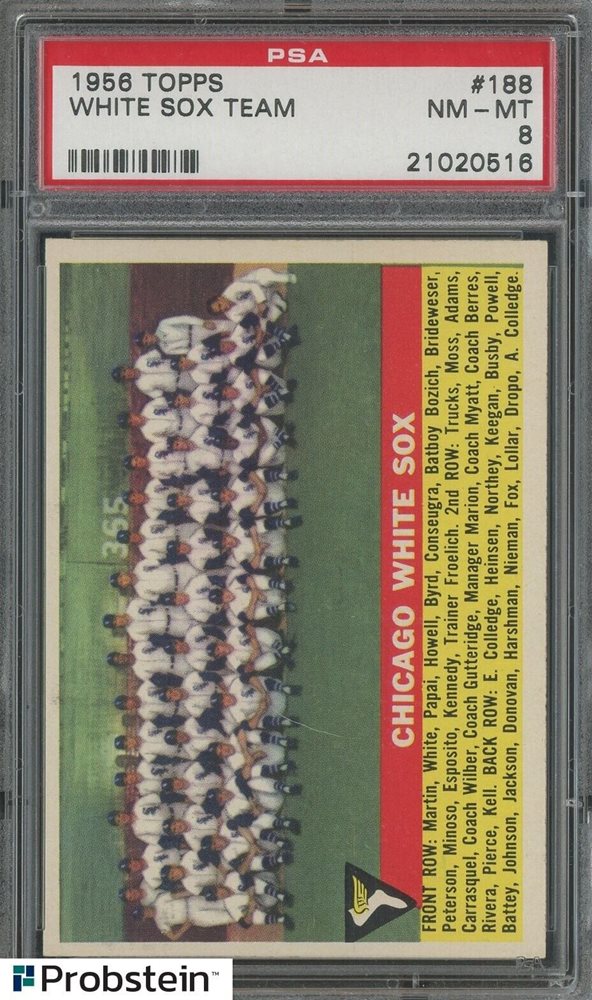 PSA
1956 TOPPS #188
WHITE SOX TEAM NM - MT
8
21020516
365
CHICAGO WHITE SOX
FRONT ROW: Martin, White, Papai, Howell, Byrd, Conseugra, Batboy Bozich, Brideweser,
Peterson, Minoso, Esposito, Kennedy, Trainer Froelich. 2nd ROW: Trucks, Moss, Adams,
Carrasquel, Coach Wilber, Coach Gutteridge, Manager Marion, Coach Myatt, Coach Berres,
Rivera, Pierce, Kell. BACK ROW: E. Colledge, Heinsen, Northey, Keegan, Busby, Powell,
Battey, Johnson, Jackson, Donovan, Harshman, Nieman, Fox, Lollar, Dropo, A. Colledge.
PSA
Probstein™